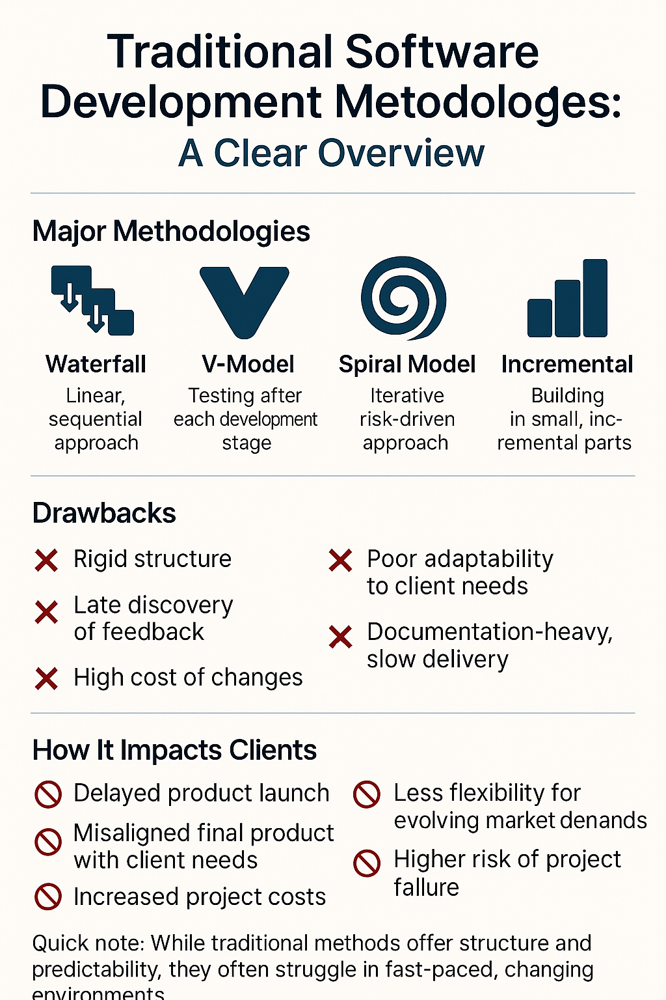 Traditional Software
Development Metodologes:
A Clear Overview
Major Methodologies
Waterfall
Linear,
sequential
approach
V-Model
Testing after
each development
stage
Spiral Model
Iterative
risk-driven
approach
Incremental
Building
in small, inc-
remental parts
Drawbacks
Rigid structure
Late discovery
of feedback
High cost of changes
Poor adaptability
to client needs
Documentation-heavy,
slow delivery
How It Impacts Clients
Delayed product launch
Misaligned final product
with client needs
Increased project costs
Less flexibility for
evolving market denands
Higher risk of project
fallure
Quick note: While traditional methods offer structure and
predictability, they often struggle in fast-paced, changing
environments